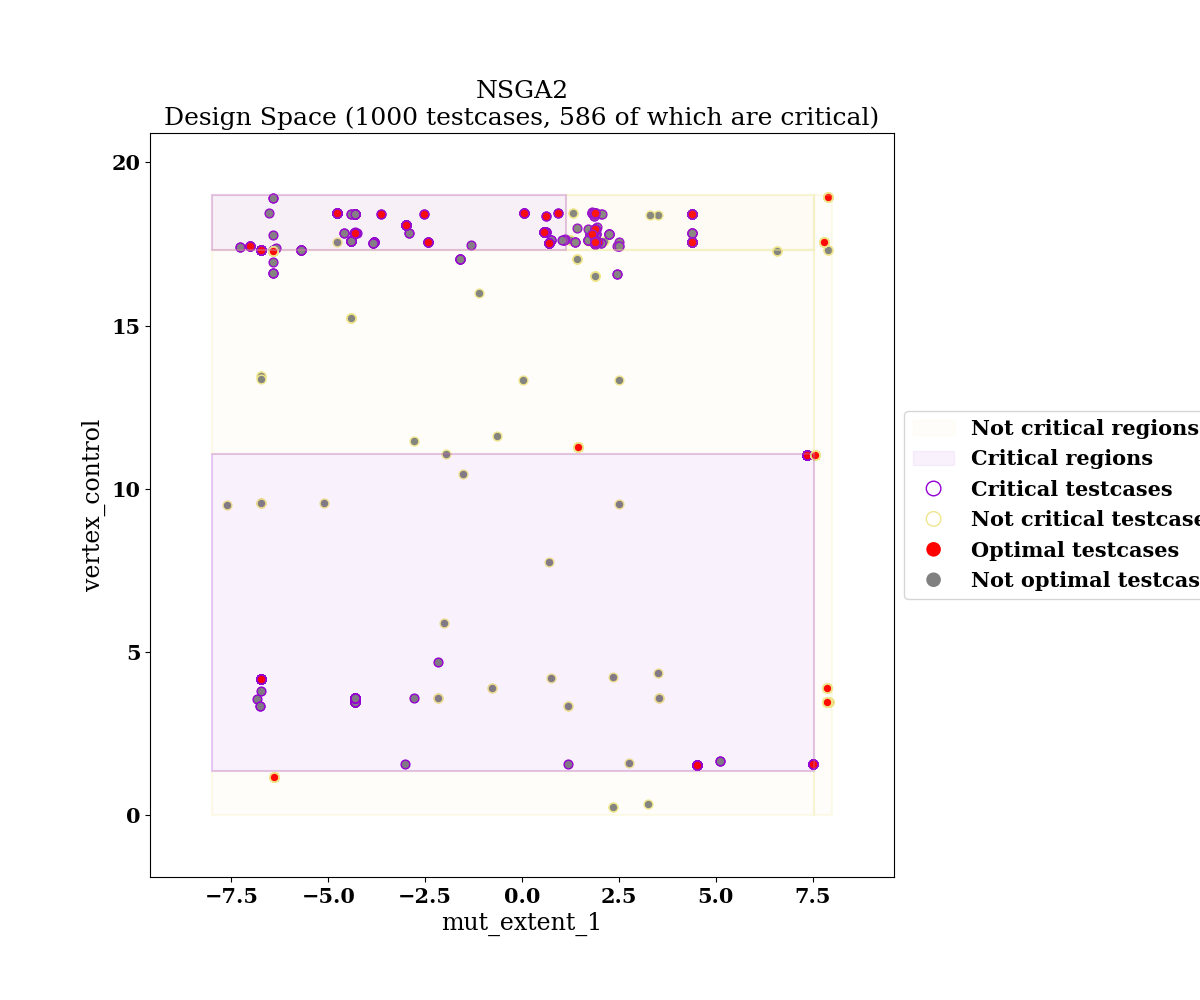 NSGA2
Design Space (1000 testcases, 586 of which are critical)
20
15
10
5
0
vertex_control
−7.5 −5.0 −2.5 0.0 2.5 5.0 7.5
mut_extent_1
Not critical regions
Critical regions
Critical testcases
Not critical testcase
Optimal testcases
Not optimal testcas